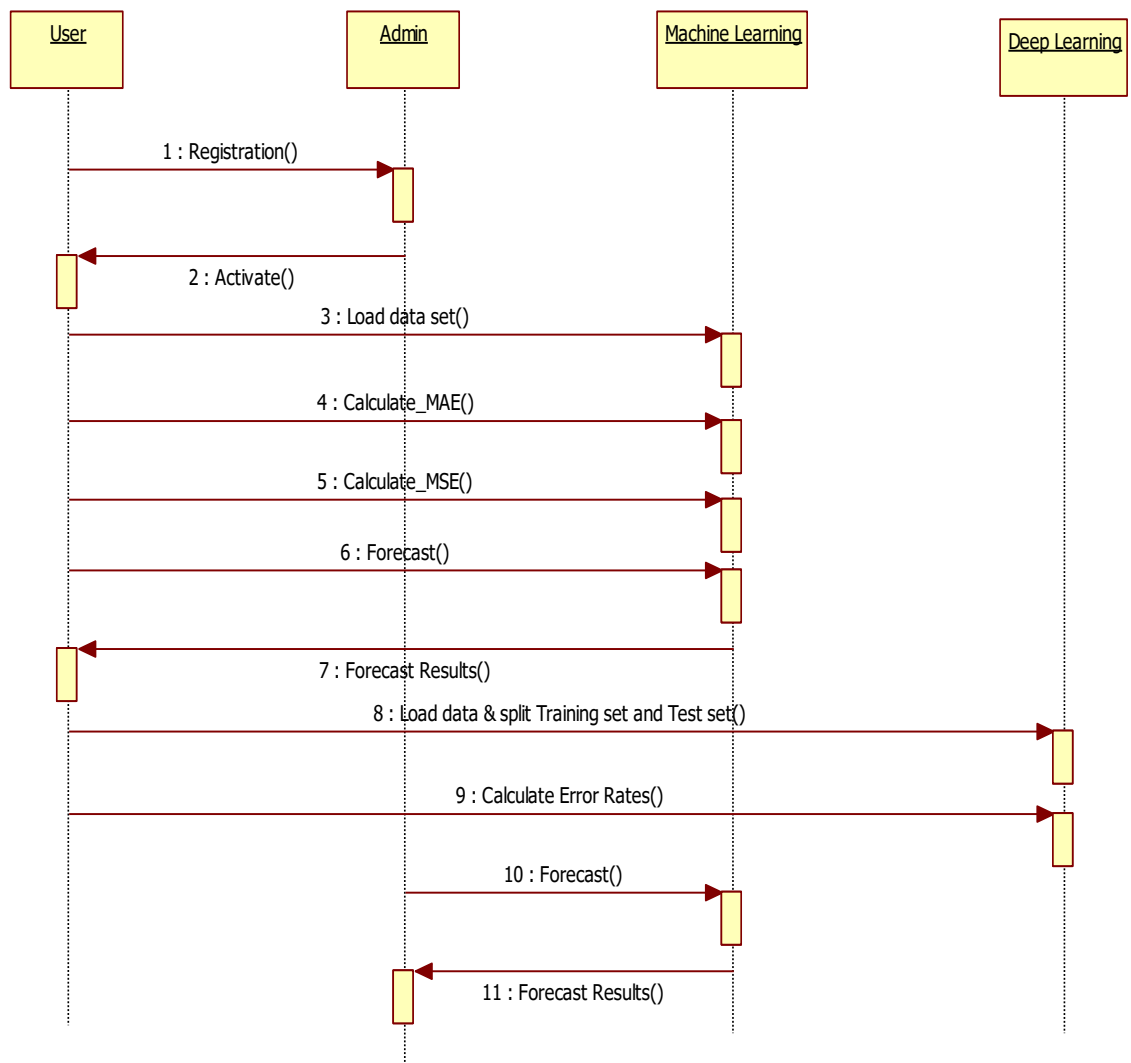 User
Admin
Machine Learning
Deep Learning
1 : Registration()
2 : Activate()
3 : Load data set()
4 : Calculate_MAE()
5 : Calculate_MSE()
6 : Forecast()
7 : Forecast Results()
8 : Load data & split Training set and Test set()
9 : Calculate Error Rates()
10 : Forecast()
11 : Forecast Results()